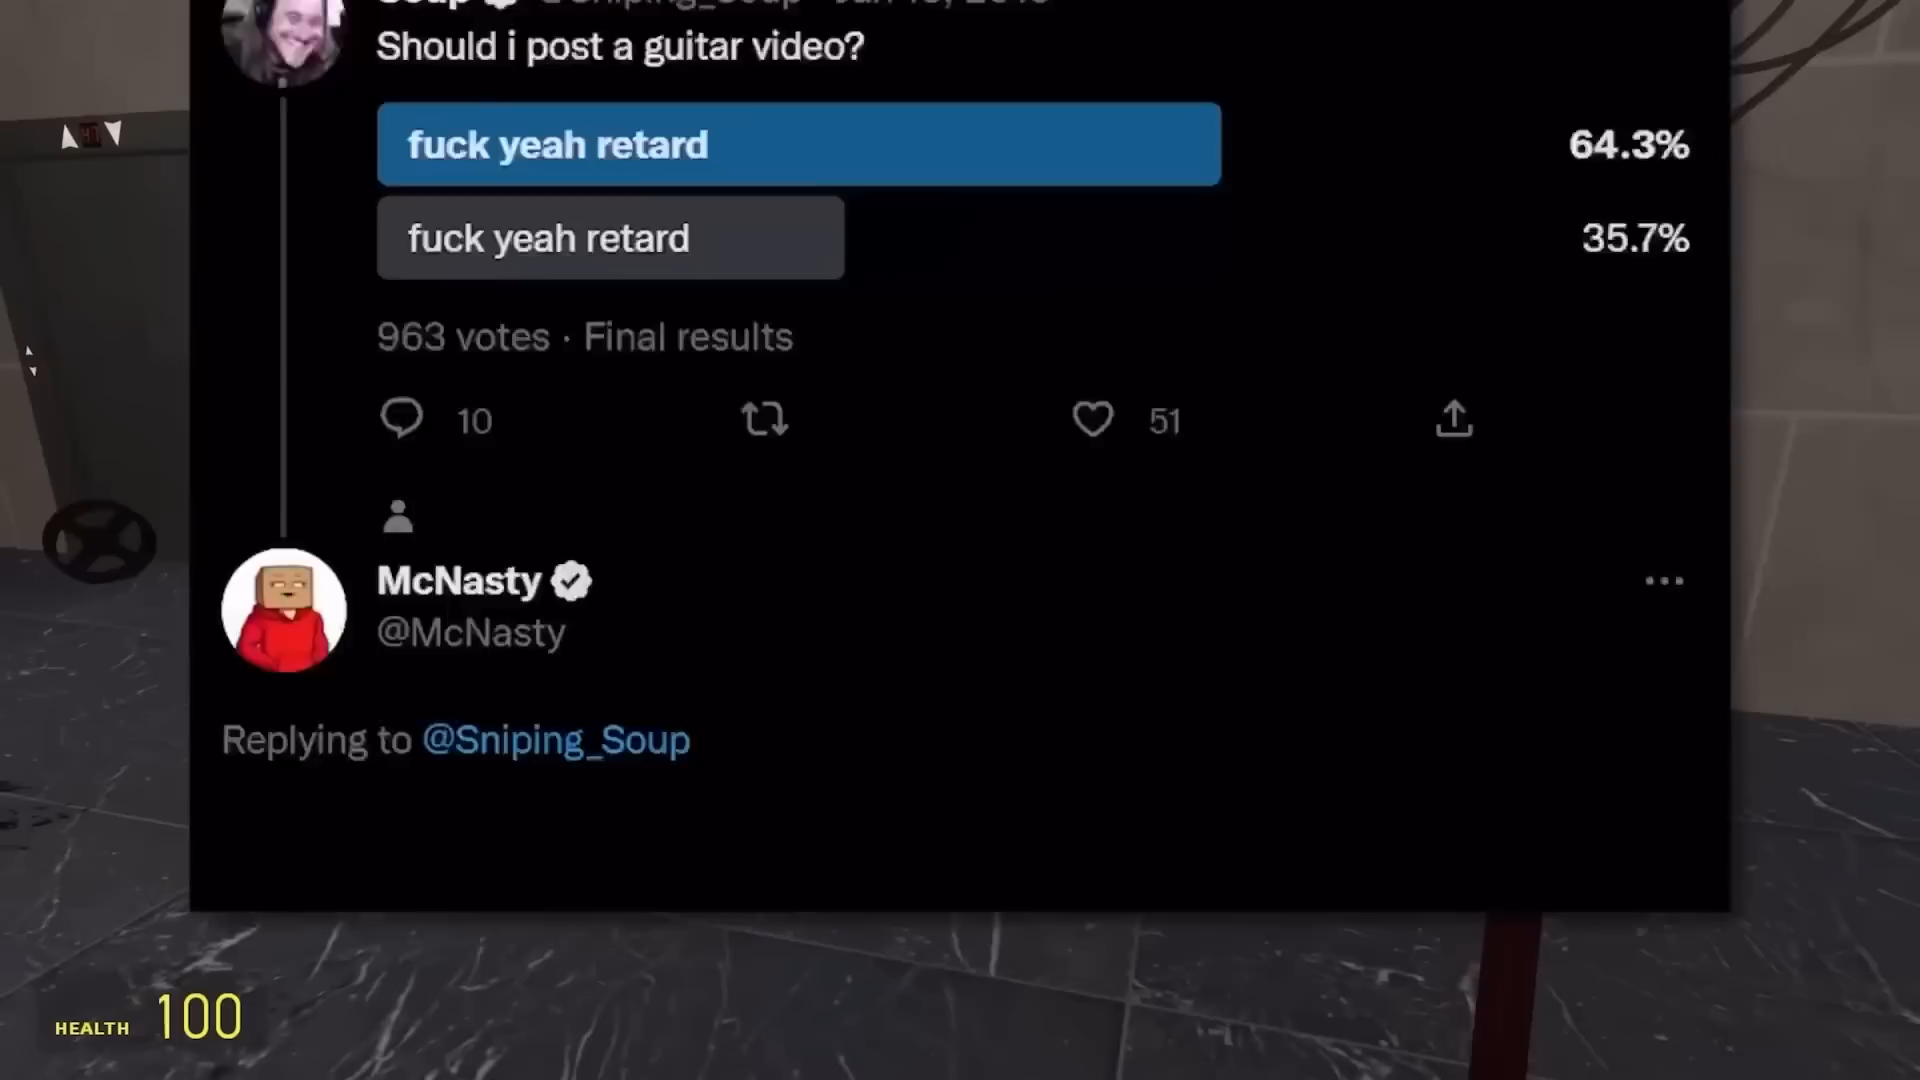 Should i post a guitar video?
fuck yeah retard 64.3%
fuck yeah retard 35.7%
963 votes · Final results
10 51
McNasty
@McNasty
Replying to @Sniping_Soup
HEALTH 100